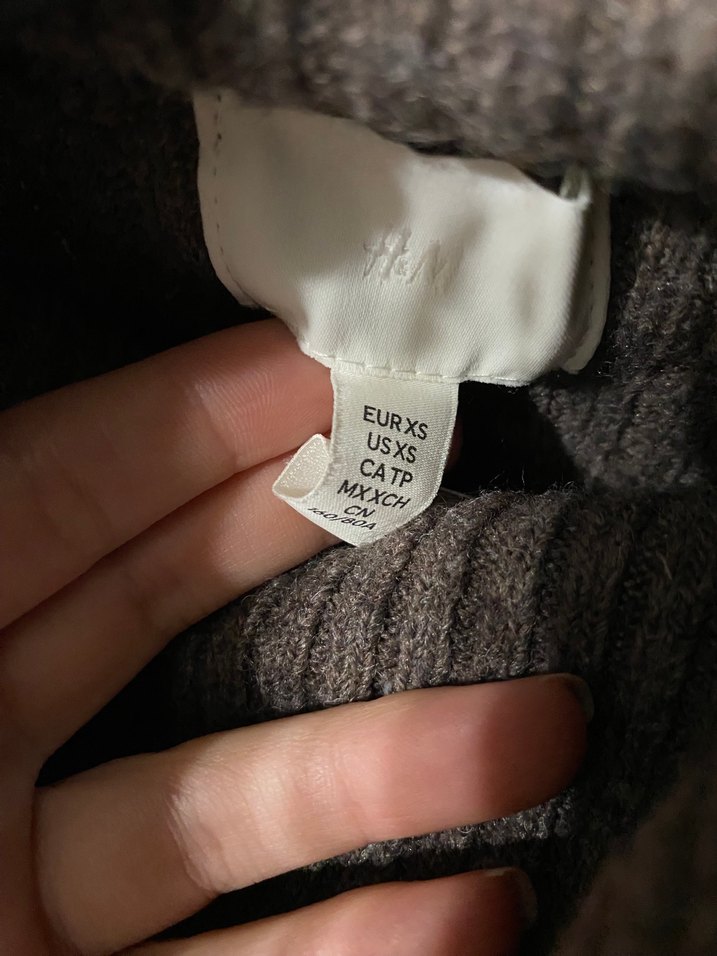 H&M
EUR XS
US XS
CA TP
MX XCH
CN
160/80A